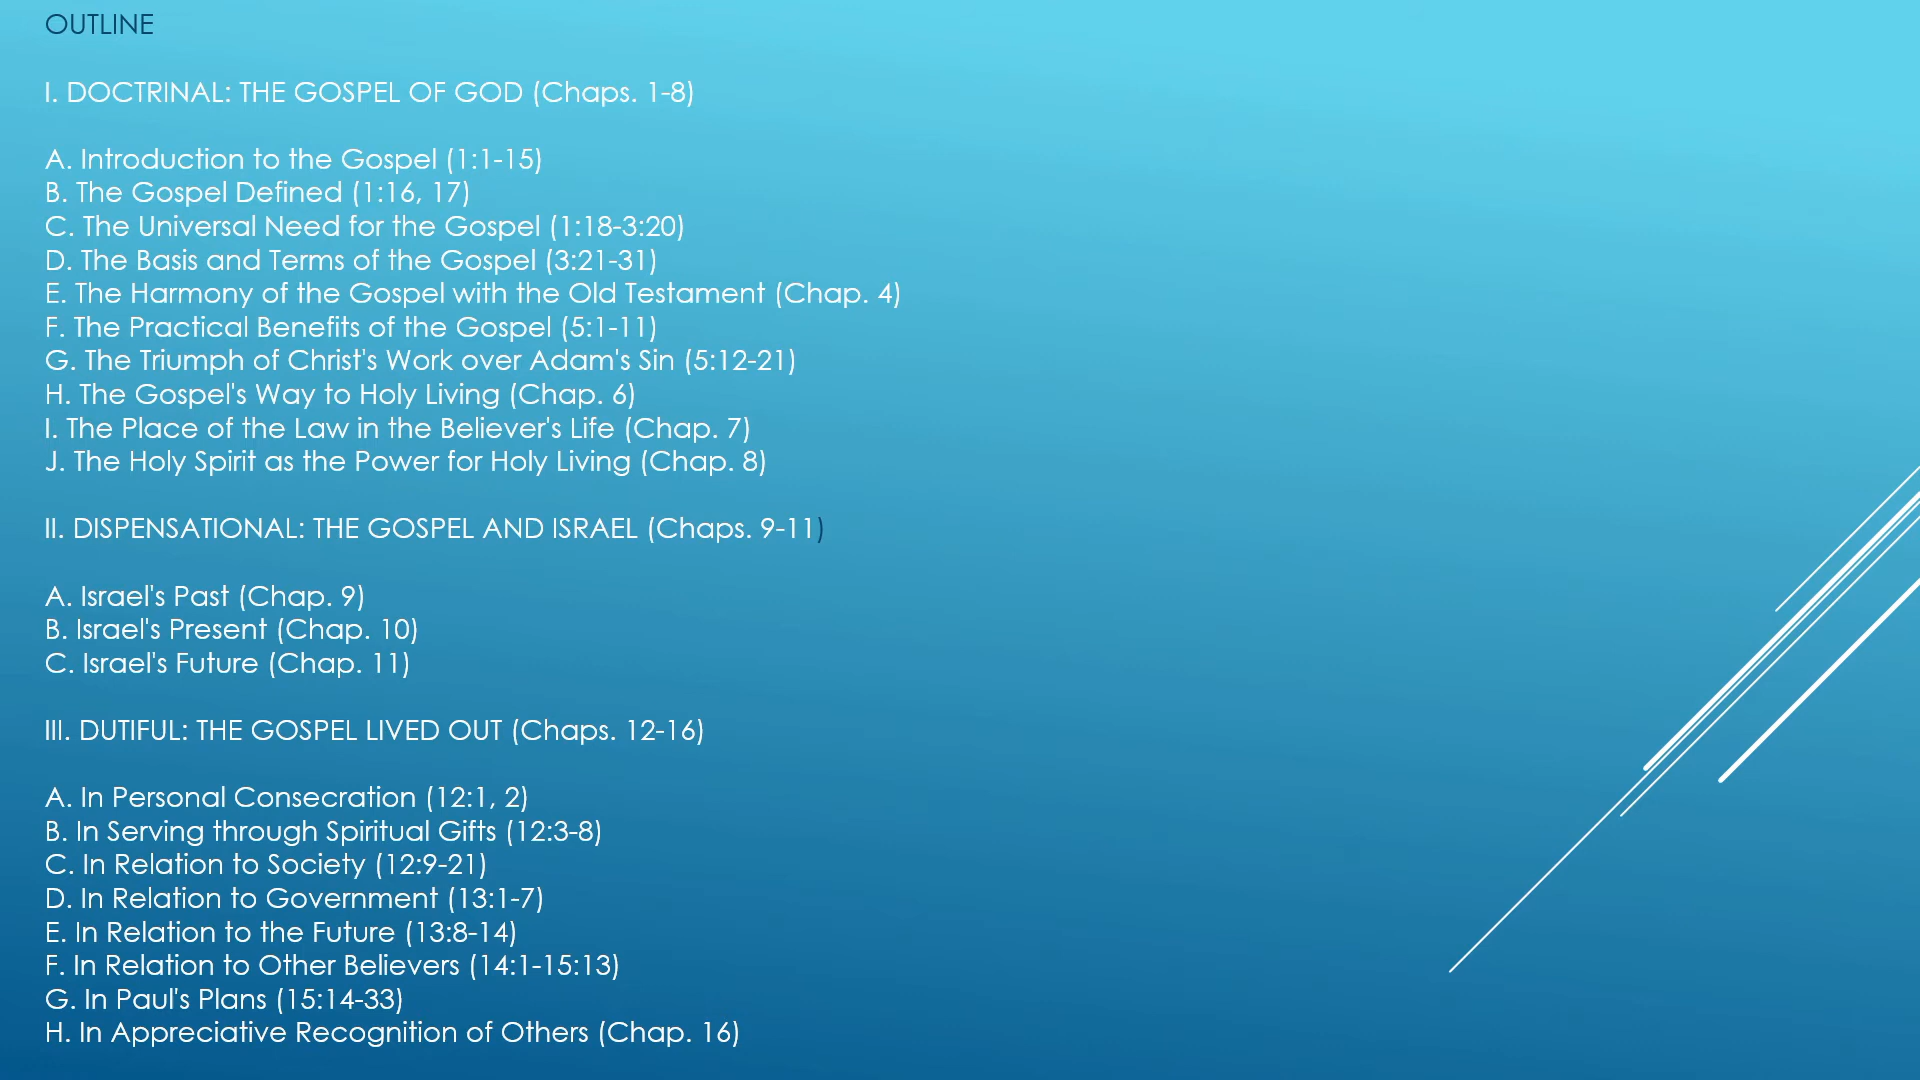 OUTLINE
I. DOCTRINAL: THE GOSPEL OF GOD (Chaps. 1-8)
A. Introduction to the Gospel (1:1-15)
B. The Gospel Defined (1:16, 17)
C. The Universal Need for the Gospel (1:18-3:20)
D. The Basis and Terms of the Gospel (3:21-31)
E. The Harmony of the Gospel with the Old Testament (Chap. 4)
F. The Practical Benefits of the Gospel (5:1-11)
G. The Triumph of Christ's Work over Adam's Sin (5:12-21)
H. The Gospel's Way to Holy Living (Chap. 6)
I. The Place of the Law in the Believer's Life (Chap. 7)
J. The Holy Spirit as the Power for Holy Living (Chap. 8)
II. DISPENSATIONAL: THE GOSPEL AND ISRAEL (Chaps. 9-11)
A. Israel's Past (Chap. 9)
B. Israel's Present (Chap. 10)
C. Israel's Future (Chap. 11)
III. DUTIFUL: THE GOSPEL LIVED OUT (Chaps. 12-16)
A. In Personal Consecration (12:1, 2)
B. In Serving through Spiritual Gifts (12:3-8)
C. In Relation to Society (12:9-21)
D. In Relation to Government (13:1-7)
E. In Relation to the Future (13:8-14)
F. In Relation to Other Believers (14:1-15:13)
G. In Paul's Plans (15:14-33)
H. In Appreciative Recognition of Others (Chap. 16)